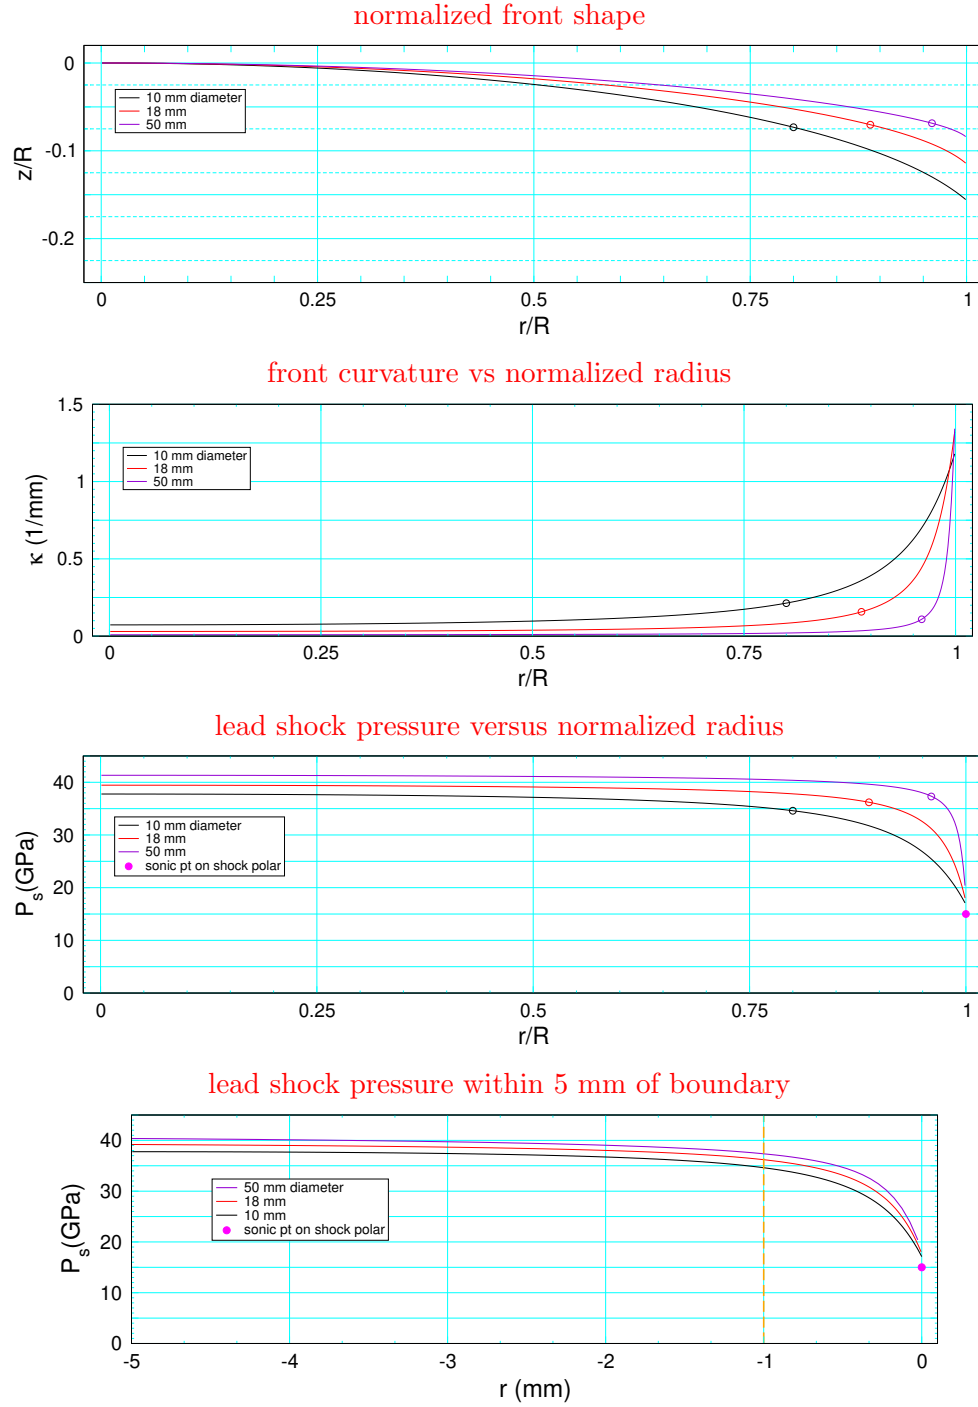 normalized front shape
0
-0.1
-0.2
z/R
10 mm diameter
18 mm
50 mm
0 0.25 0.5 0.75 1
r/R
front curvature vs normalized radius
1.5
1
0.5
0
κ (1/mm)
10 mm diameter
18 mm
50 mm
0 0.25 0.5 0.75 1
r/R
lead shock pressure versus normalized radius
40
30
20
10
0
P_s(GPa)
10 mm diameter
18 mm
50 mm
sonic pt on shock polar
0 0.25 0.5 0.75 1
r/R
lead shock pressure within 5 mm of boundary
40
30
20
10
0
P_s(GPa)
50 mm diameter
18 mm
10 mm
sonic pt on shock polar
-5 -4 -3 -2 -1 0
r (mm)